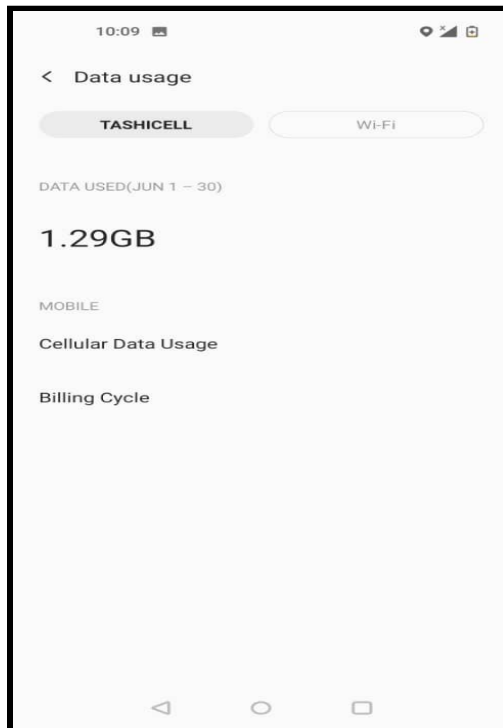 10:09
Data usage
TASHICELL
Wi-Fi
DATA USED(JUN 1 – 30)
1.29GB
MOBILE
Cellular Data Usage
Billing Cycle